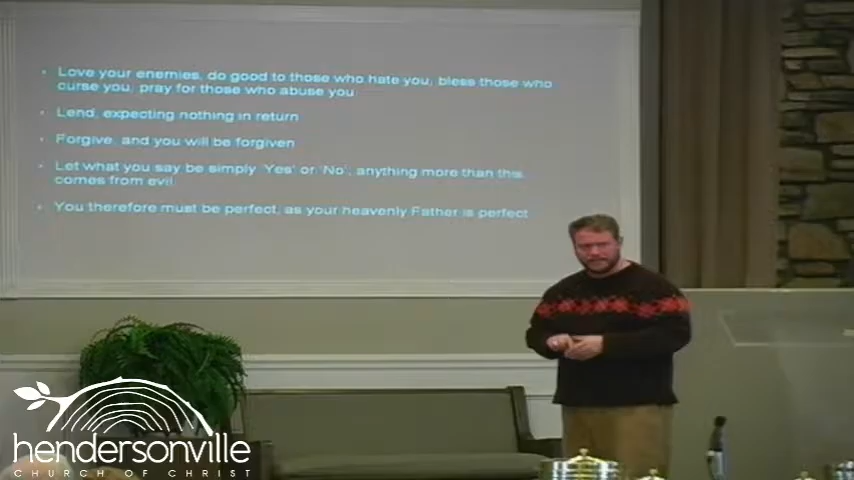 Love your enemies, do good to those who hate you, bless those who
curse you, pray for those who abuse you
Lend, expecting nothing in return
Forgive, and you will be forgiven
Let what you say be simply 'Yes' or 'No'; anything more than this
comes from evil
You therefore must be perfect, as your heavenly Father is perfect
hendersonville
CHURCH OF CHRIST